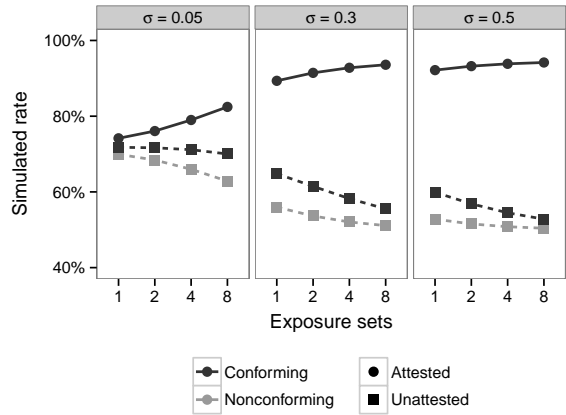 σ = 0.05 σ = 0.3 σ = 0.5
100%
80%
60%
40%
Simulated rate
1 2 4 8 1 2 4 8 1 2 4 8
Exposure sets
Conforming Attested
Nonconforming Unattested